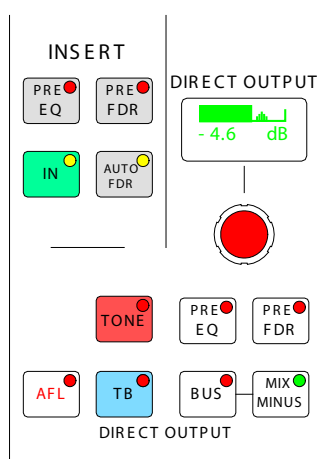 INSERT
PRE EQ
PRE FDR
DIRECT OUTPUT
- 4.6 dB
IN
AUTO FDR
TONE
PRE EQ
PRE FDR
AFL
TB
BUS
MIX MINUS
DIRECT OUTPUT